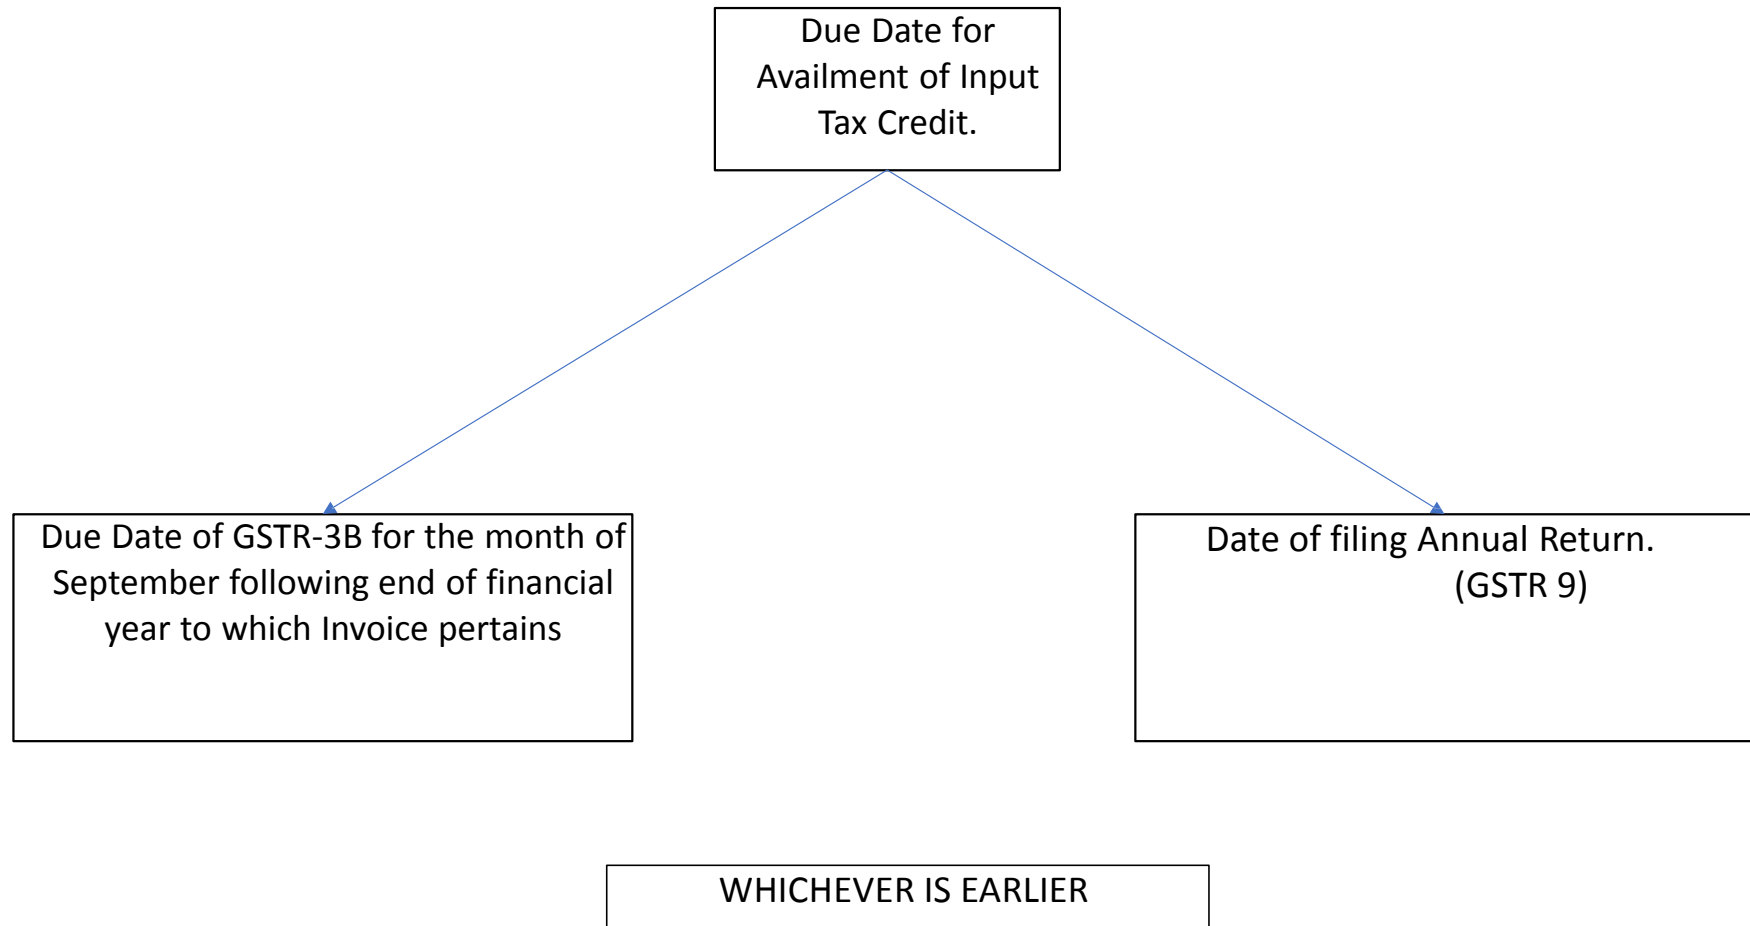 Due Date for
Availment of Input
Tax Credit.
Due Date of GSTR-3B for the month of
September following end of financial
year to which Invoice pertains
Date of filing Annual Return.
(GSTR 9)
WHICHEVER IS EARLIER